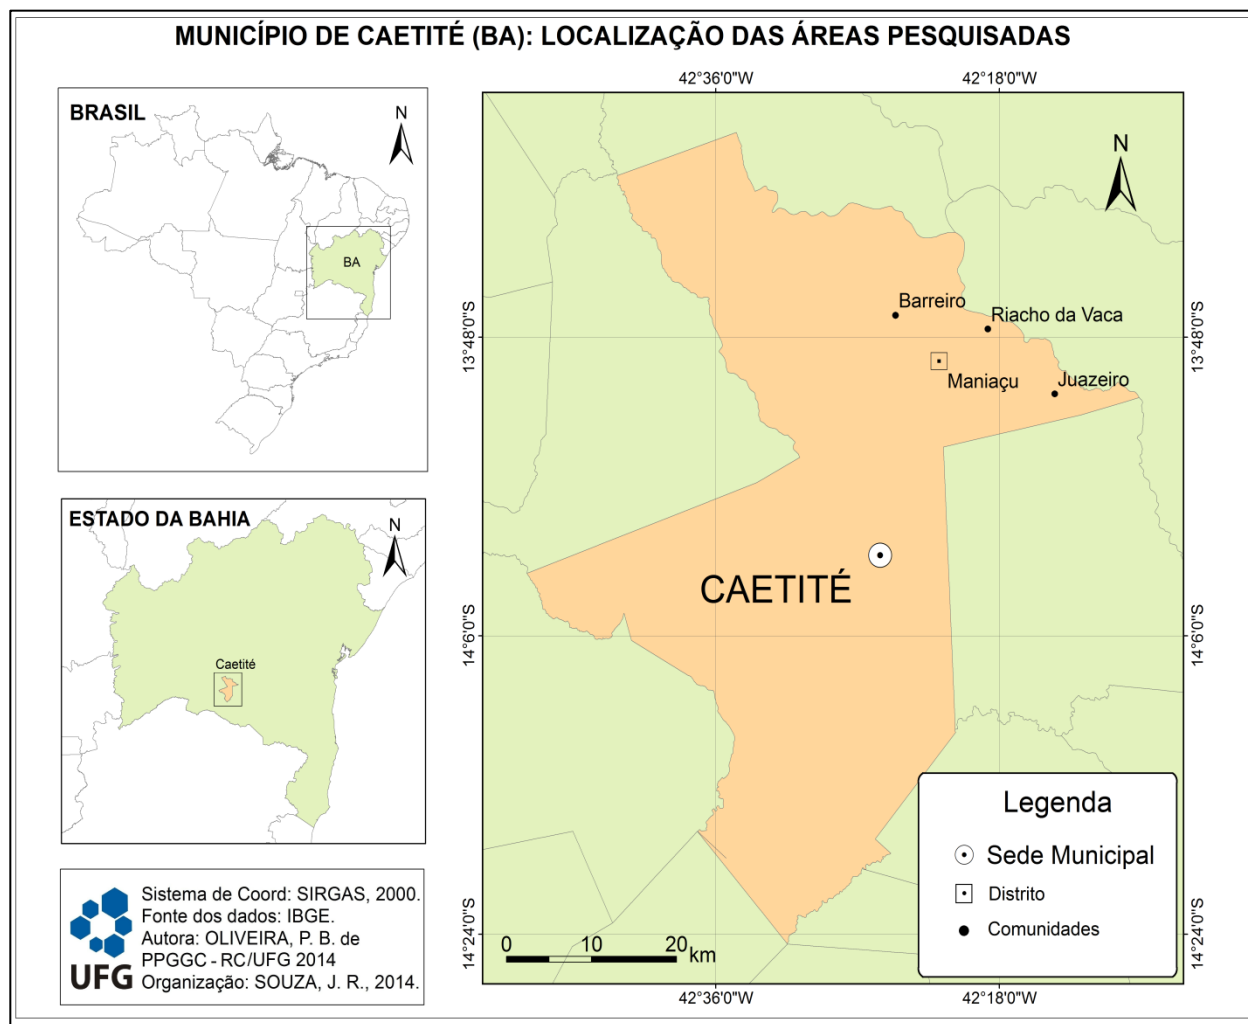 MUNICÍPIO DE CAETITÉ (BA): LOCALIZAÇÃO DAS ÁREAS PESQUISADAS
BRASIL
N
BA
ESTADO DA BAHIA
N
Caetité
UFG
Sistema de Coord: SIRGAS, 2000.
Fonte dos dados: IBGE.
Autora: OLIVEIRA, P. B. de
PPGGC - RC/UFG 2014
Organização: SOUZA, J. R., 2014.
42°36'0"W
42°18'0"W
N
13°48'0"S
13°48'0"S
Barreiro
Riacho da Vaca
Maniaçu
Juazeiro
CAETITÉ
14°6'0"S
14°6'0"S
14°24'0"S
14°24'0"S
0
10
20
km
42°36'0"W
42°18'0"W
Legenda
Sede Municipal
Distrito
Comunidades